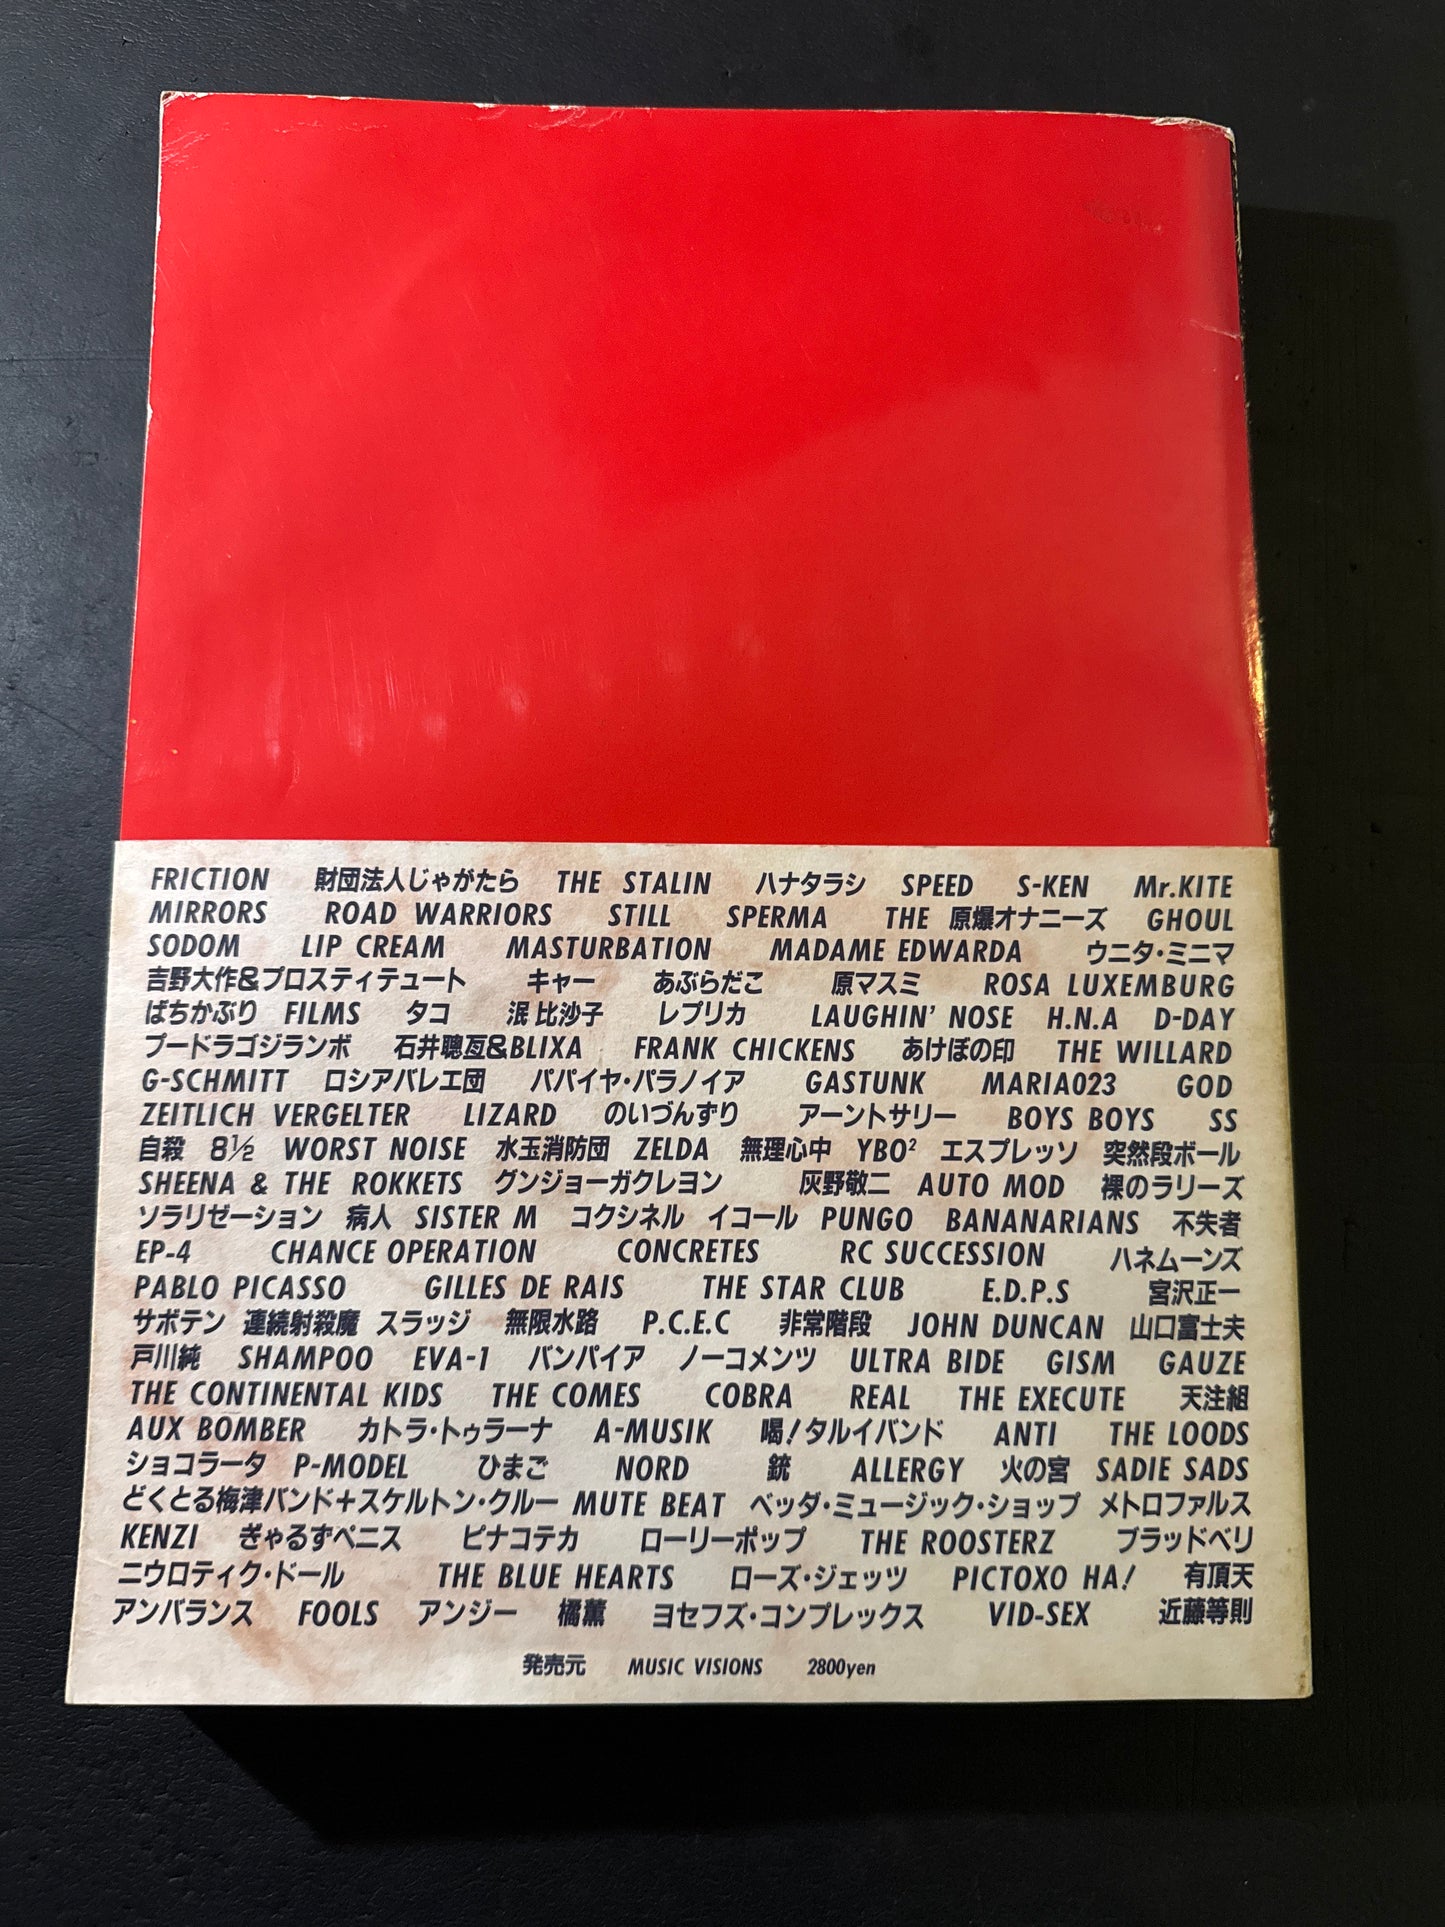 FRICTION 財団法人じゃがたら THE STALIN ハナタラシ SPEED S-KEN Mr.KITE
MIRRORS ROAD WARRIORS STILL SPERMA THE 原爆オナニーズ GHOUL
SODOM LIP CREAM MASTURBATION MADAME EDWARDA ウニタ・ミニマ
吉野大作&プロスティテュート キャー あぶらだこ 原マスミ ROSA LUXEMBURG
ばちかぶり FILMS タコ 泯比沙子 レプリカ LAUGHIN' NOSE H.N.A D-DAY
プードラゴジランボ 石井聰亙&BLIXA FRANK CHICKENS あけぼの印 THE WILLARD
G-SCHMITT ロシアバレエ団 パパイヤ・パラノイア GASTUNK MARIA023 GOD
ZEITLICH VERGELTER LIZARD のいづんずり アーントサリー BOYS BOYS SS
自殺 8½ WORST NOISE 水玉消防団 ZELDA 無理心中 YBO² エスプレッソ 突然段ボール
SHEENA & THE ROKKETS グンジョーガクレヨン 灰野敬二 AUTO MOD 裸のラリーズ
ソラリゼーション 病人 SISTER M コクシネル イコール PUNGO BANANARIANS 不失者
EP-4 CHANCE OPERATION CONCRETES RC SUCCESSION ハネムーンズ
PABLO PICASSO GILLES DE RAIS THE STAR CLUB E.D.P.S 宮沢正一
サボテン 連続射殺魔 スラッジ 無限水路 P.C.E.C 非常階段 JOHN DUNCAN 山口冨士夫
戸川純 SHAMPOO EVA-1 バンパイア ノーコメンツ ULTRA BIDE GISM GAUZE
THE CONTINENTAL KIDS THE COMES COBRA REAL THE EXECUTE 天注組
AUX BOMBER カトラ・トゥラーナ A-MUSIK 喝!タルイバンド ANTI THE LOODS
ショコラータ P-MODEL ひまご NORD 銃 ALLERGY 火の宮 SADIE SADS
どくとる梅津バンド+スケルトン・クルー MUTE BEAT ベッダ・ミュージック・ショップ メトロファルス
KENZI ぎゃるずペニス ピナコテカ ローリーポップ THE ROOSTERZ ブラッドベリ
ニウロティク・ドール THE BLUE HEARTS ローズ・ジェッツ PICTOXO HA! 有頂天
アンバランス FOOLS アンジー 橘薫 ヨセフズ・コンプレックス VID-SEX 近藤等則
発売元 MUSIC VISIONS 2800yen